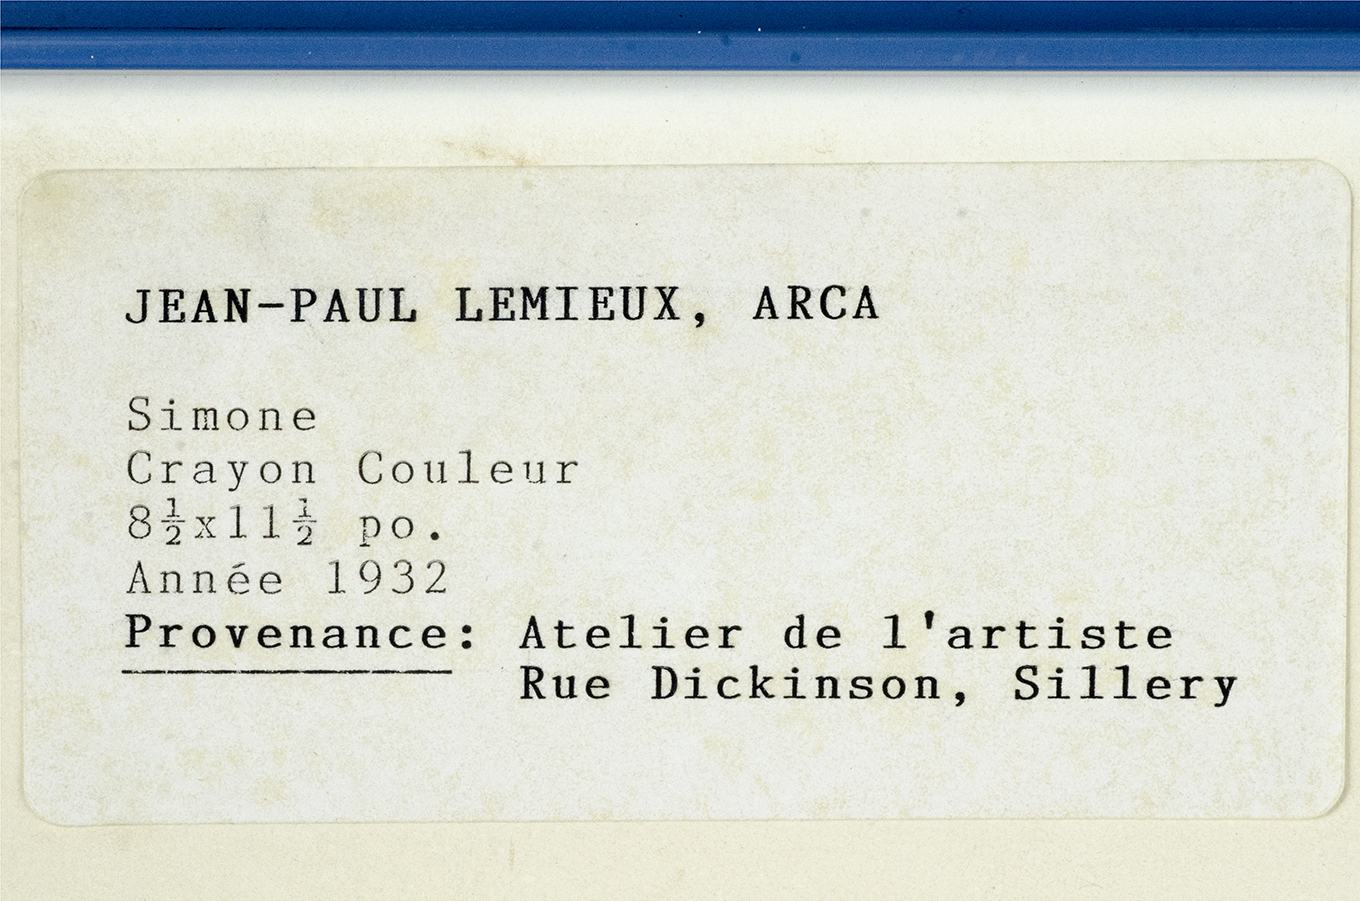 JEAN-PAUL LEMIEUX, ARCA
Simone
Crayon Couleur
8½x11½ po.
Année 1932
Provenance: Atelier de l'artiste
Rue Dickinson, Sillery